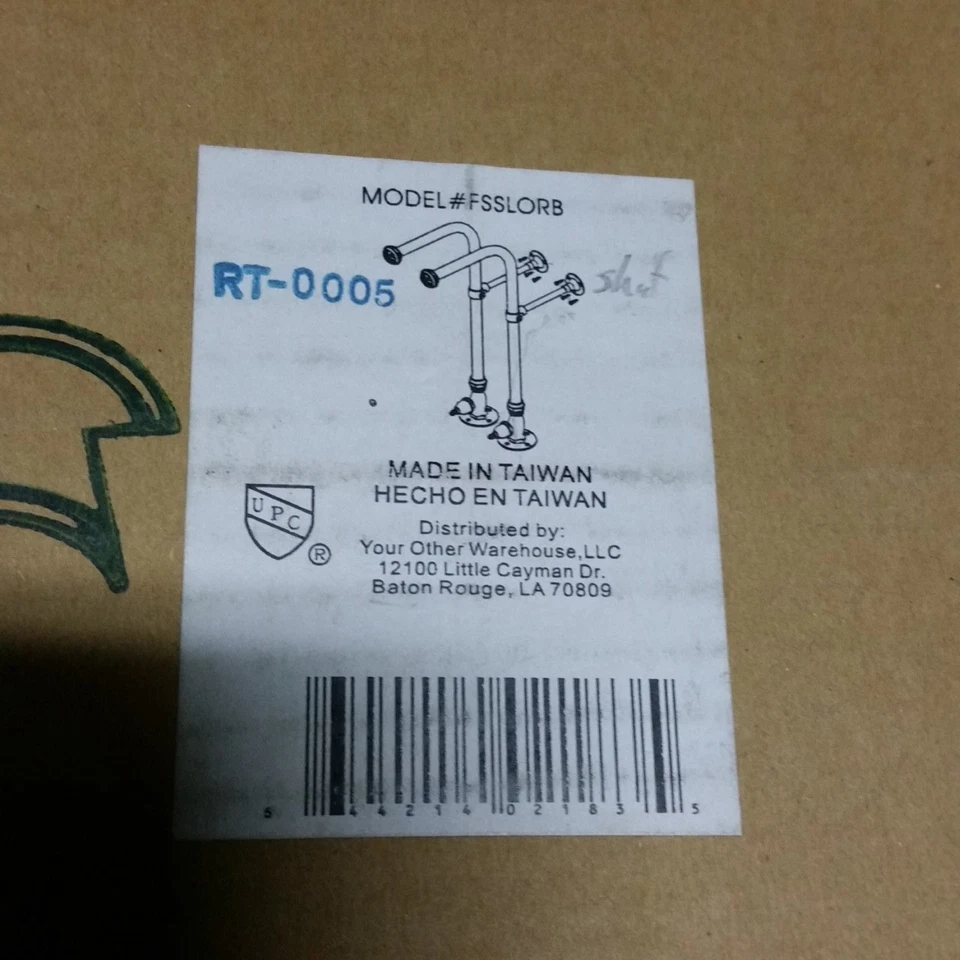 MODEL#FSSLORB
RT-0005
MADE IN TAIWAN
HECHO EN TAIWAN
UPC
®
Distributed by:
Your Other Warehouse,LLC
12100 Little Cayman Dr.
Baton Rouge, LA 70809
6 44214 02183 5